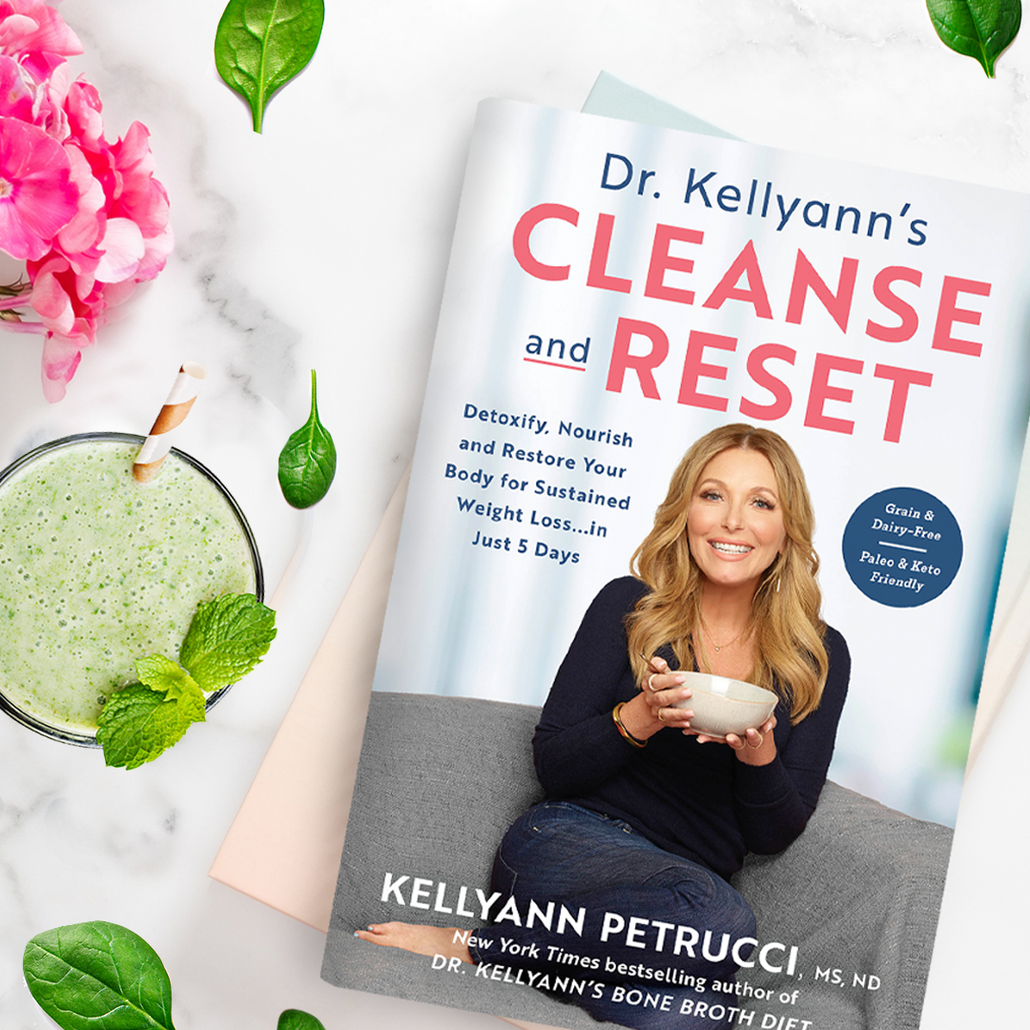 Dr. Kellyann's
CLEANSE
and RESET
Detoxify, Nourish
and Restore Your
Body for Sustained
Weight Loss...in
Just 5 Days
Grain &
Dairy-Free
Paleo & Keto
Friendly
KELLYANN PETRUCCI, MS, ND
New York Times bestselling author of
DR. KELLYANN'S BONE BROTH DIET